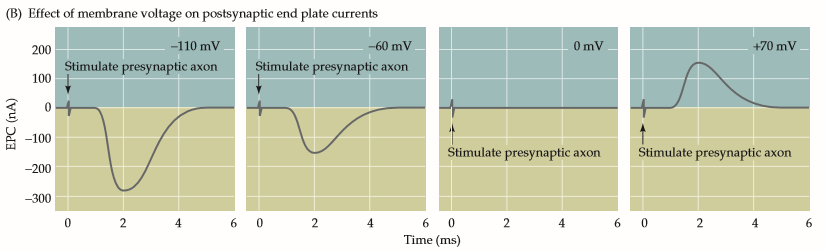 (B) Effect of membrane voltage on postsynaptic end plate currents
–110 mV
–60 mV
0 mV
+70 mV
Stimulate presynaptic axon
Stimulate presynaptic axon
Stimulate presynaptic axon
Stimulate presynaptic axon
EPC (nA)
200
100
0
–100
–200
–300
0 2 4 6
0 2 4 6
0 2 4 6
0 2 4 6
Time (ms)